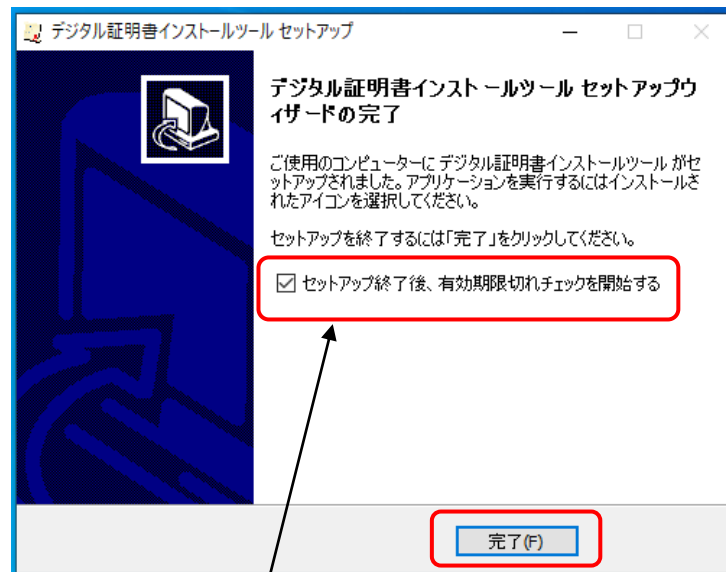 デジタル証明書インストールツール セットアップ
デジタル証明書インストールツール セットアップウ
ィザードの完了
ご使用のコンピューターに デジタル証明書インストールツール がセ
ットアップされました。アプリケーションを実行するにはインストールさ
れたアイコンを選択してください。
セットアップを終了するには「完了」をクリックしてください。
セットアップ終了後、有効期限切れチェックを開始する
完了(F)